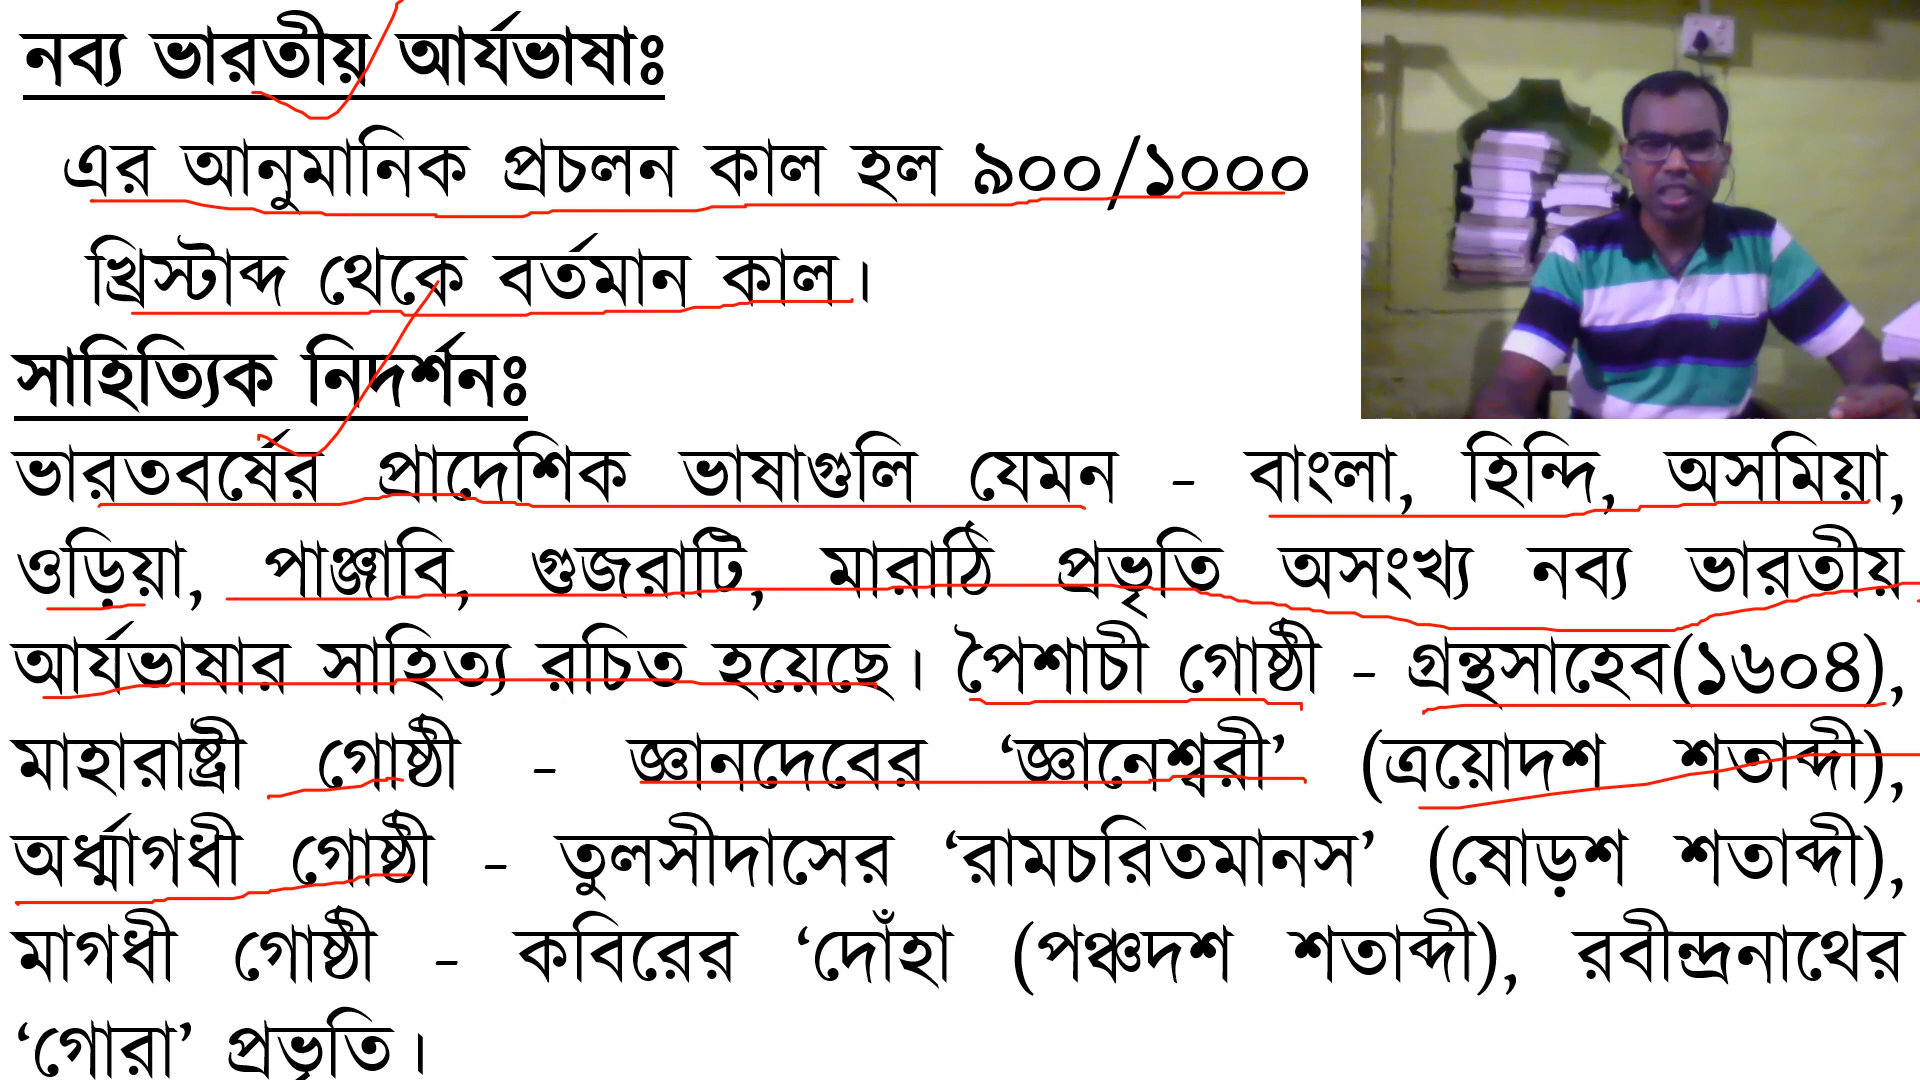 নব্য ভারতীয় আর্যভাষাঃ
এর আনুমানিক প্রচলন কাল হল ৯০০/১০০০
খ্রিস্টাব্দ থেকে বর্তমান কাল।
সাহিত্যিক নিদর্শনঃ
ভারতবর্ষের প্রাদেশিক ভাষাগুলি যেমন - বাংলা, হিন্দি, অসমিয়া,
ওড়িয়া, পাঞ্জাবি, গুজরাটি, মারাঠি প্রভৃতি অসংখ্য নব্য ভারতীয়
আর্যভাষার সাহিত্য রচিত হয়েছে। পৈশাচী গোষ্ঠী - গ্রন্থসাহেব(১৬০৪),
মাহারাষ্ট্রী গোষ্ঠী - জ্ঞানদেবের ‘জ্ঞানেশ্বরী’ (ত্রয়োদশ শতাব্দী),
অর্ধ্মাগধী গোষ্ঠী - তুলসীদাসের ‘রামচরিতমানস’ (ষোড়শ শতাব্দী),
মাগধী গোষ্ঠী - কবিরের ‘দোঁহা (পঞ্চদশ শতাব্দী), রবীন্দ্রনাথের
‘গোরা’ প্রভৃতি।